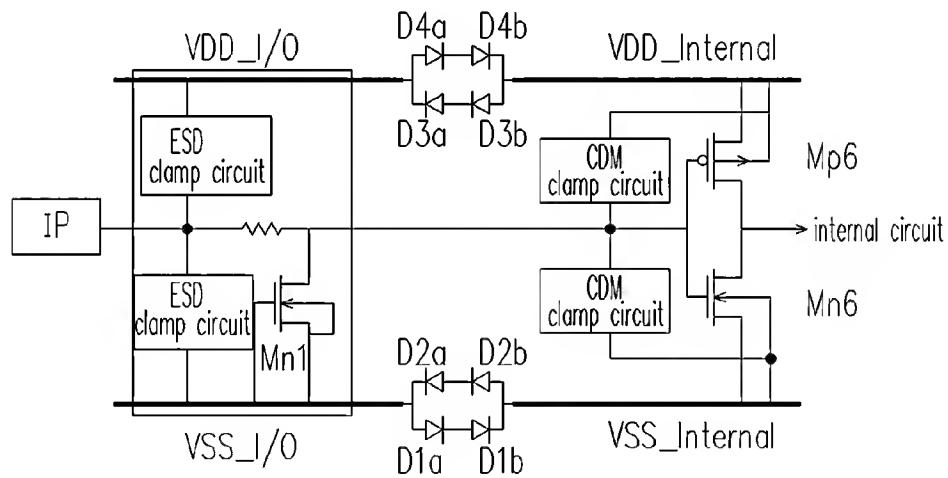 D4a D4b
VDD_I/O
VDD_Internal
D3a D3b
ESD
clamp circuit
CDM
clamp circuit
Mp6
IP
internal circuit
ESD
clamp circuit
CDM
clamp circuit
Mn6
Mn1
D2a D2b
VSS_I/O
VSS_Internal
D1a D1b